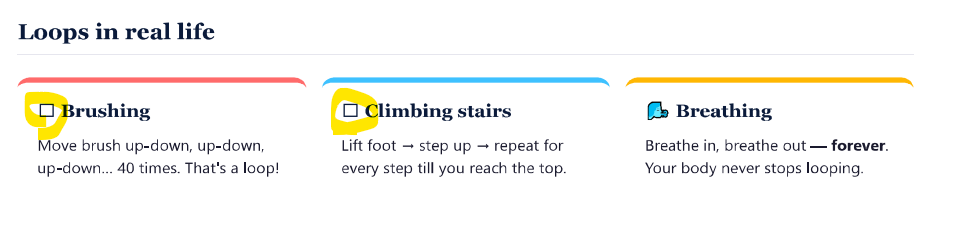 Loops in real life
□ Brushing
Move brush up-down, up-down,
up-down... 40 times. That's a loop!
□ Climbing stairs
Lift foot → step up → repeat for
every step till you reach the top.
🌬 Breathing
Breathe in, breathe out — forever.
Your body never stops looping.